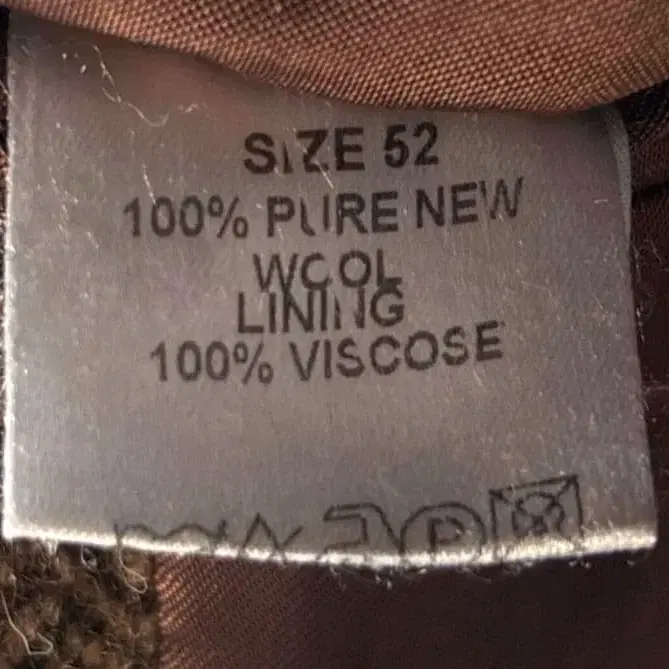 SIZE 52
100% PURE NEW
WOOL
LINING
100% VISCOSE
P